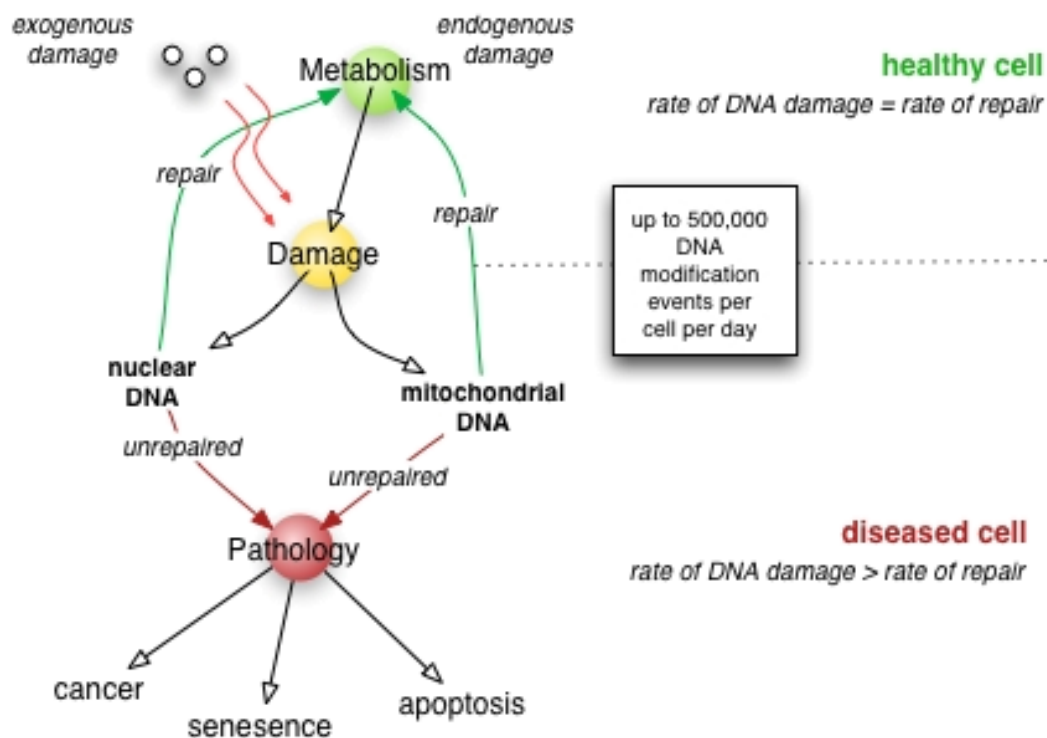 exogenous
damage
endogenous
damage
Metabolism
healthy cell
rate of DNA damage = rate of repair
repair
repair
up to 500,000
DNA
modification
events per
cell per day
Damage
nuclear
DNA
mitochondrial
DNA
unrepaired
unrepaired
Pathology
diseased cell
rate of DNA damage > rate of repair
cancer
senesence
apoptosis